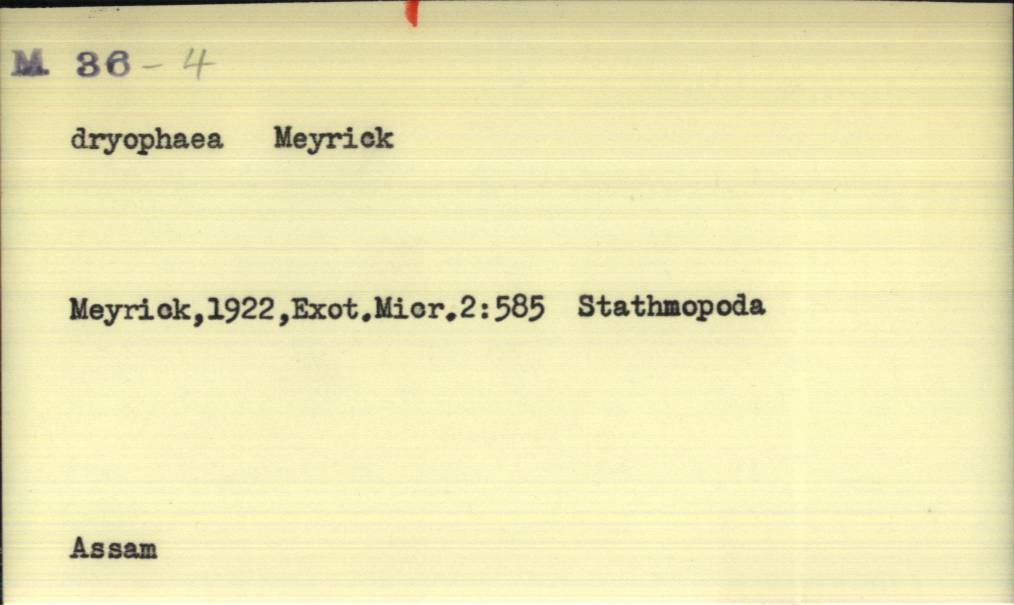 M. 36 - 4
dryophaea Meyrick
Meyrick,1922,Exot.Micr.2:585 Stathmopoda
Assam